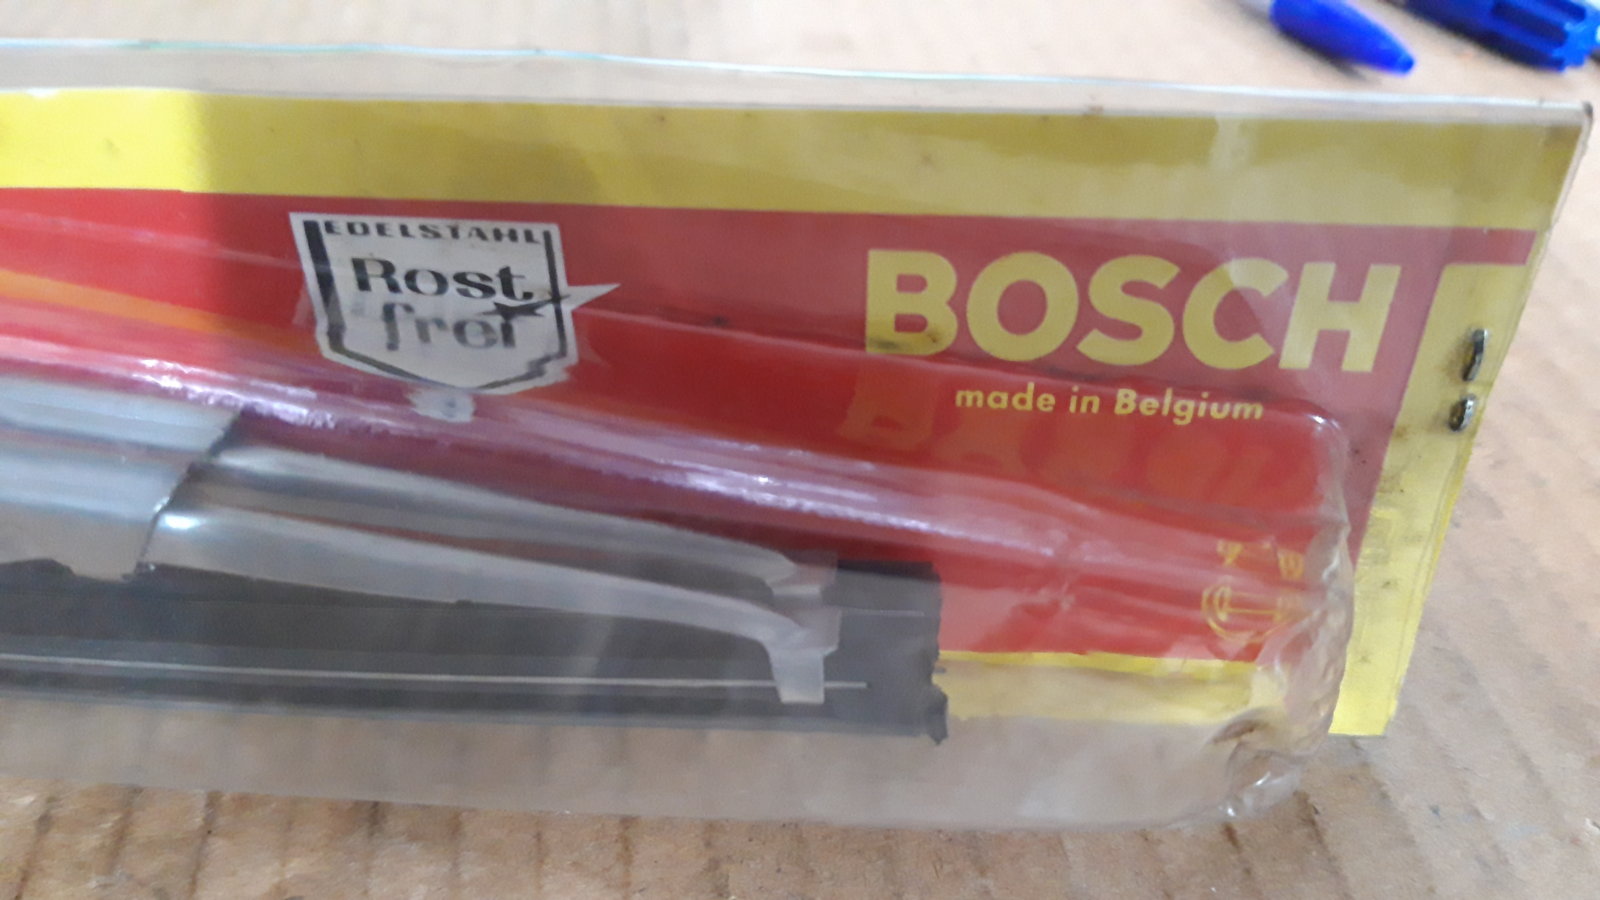 EDELSTAHL
Rost
frei
BOSCH
made in Belgium